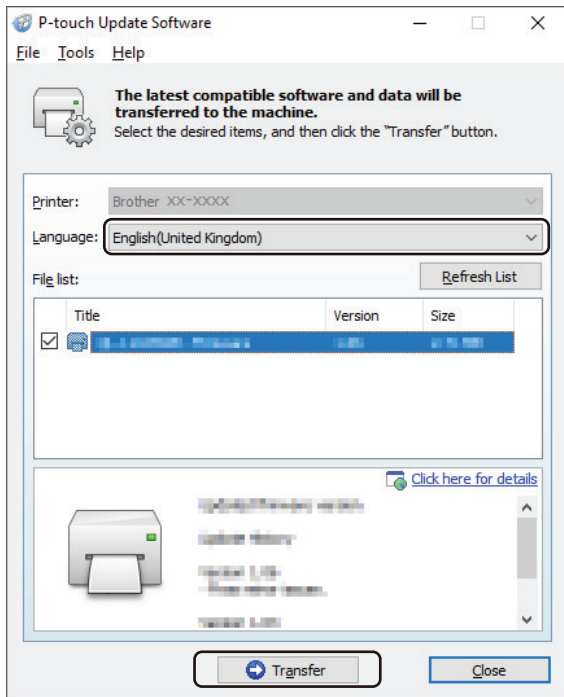 P-touch Update Software
File Tools Help
The latest compatible software and data will be
transferred to the machine.
Select the desired items, and then click the "Transfer" button.
Printer: Brother XX-XXXX
Language: English(United Kingdom)
File list: Refresh List
Title Version Size
Click here for details
Transfer Close